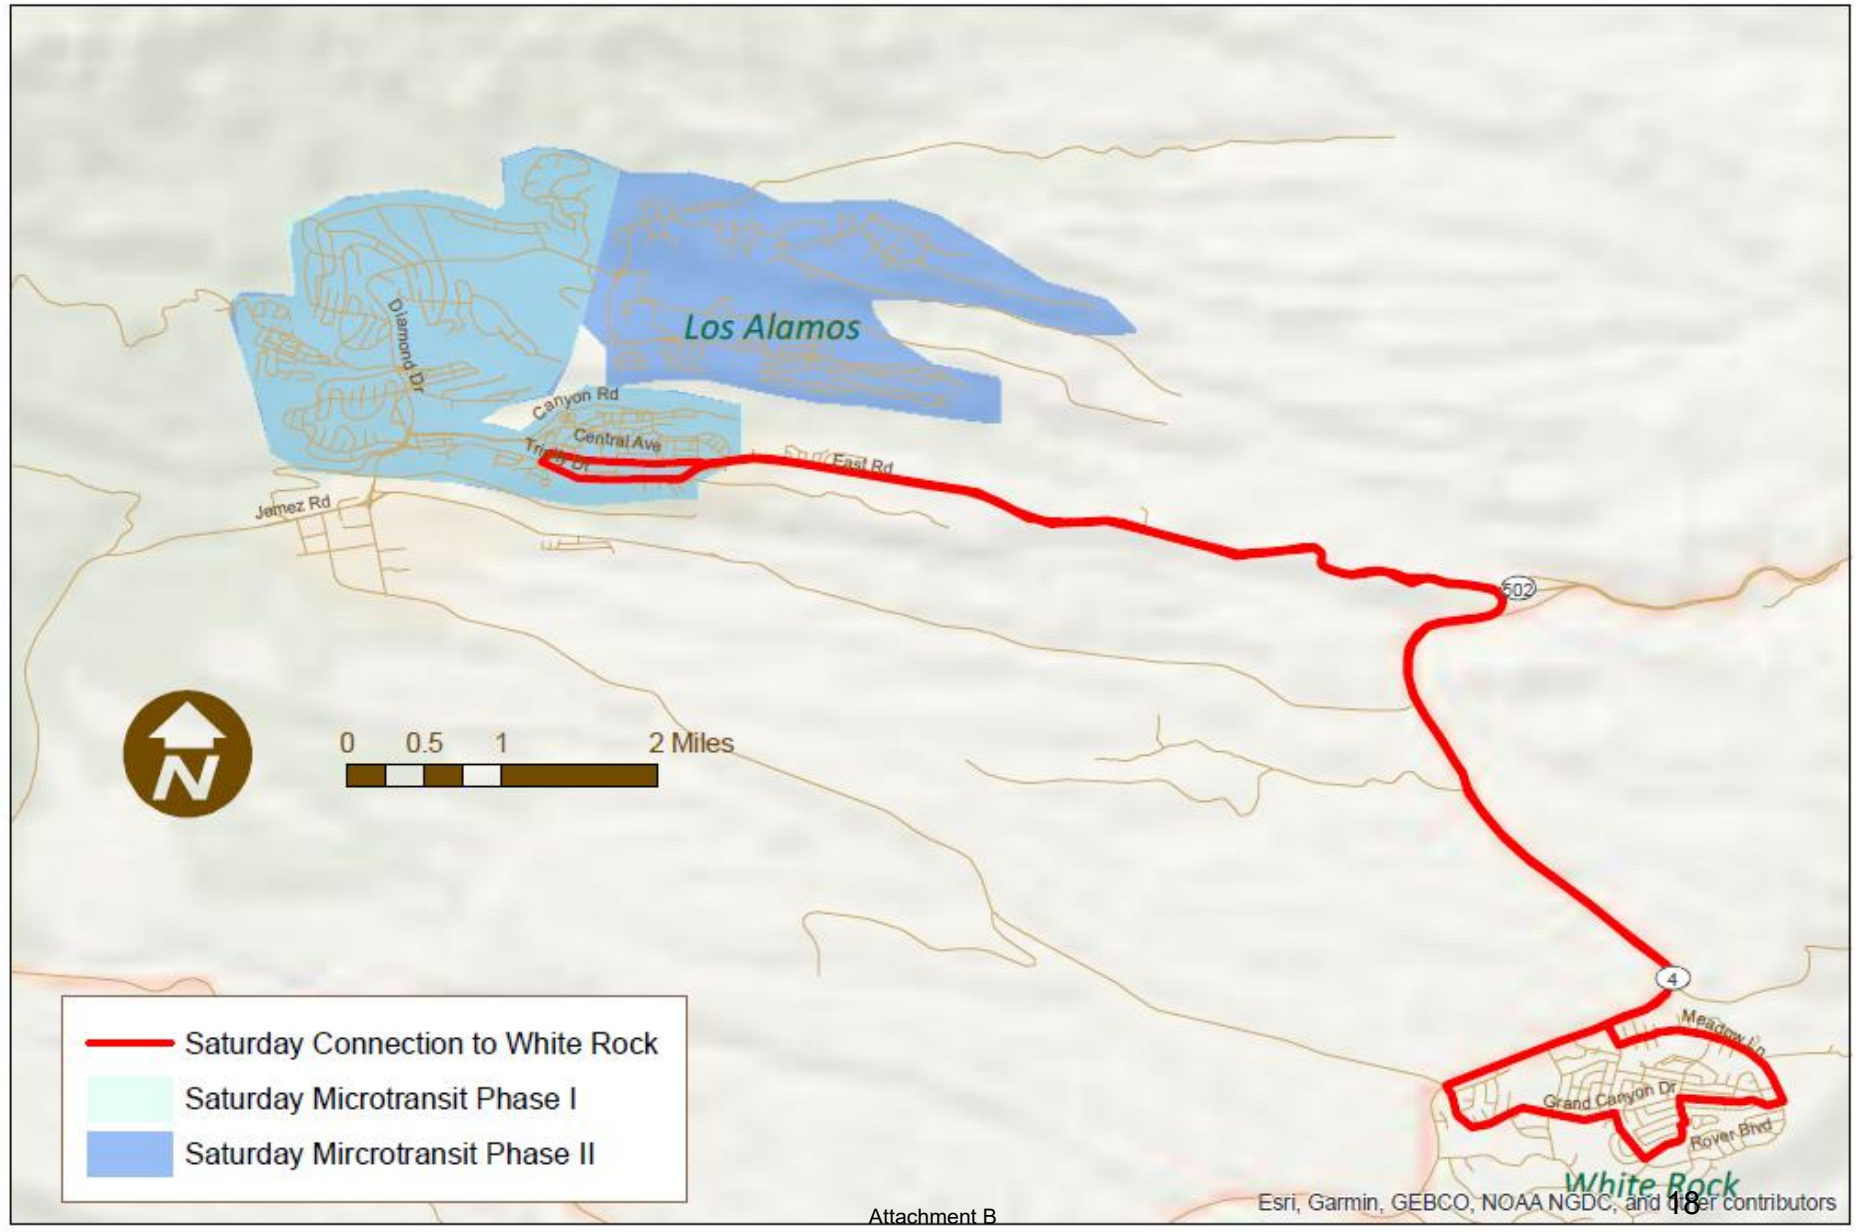 Los Alamos
Diamond Dr
Canyon Rd
Central Ave
Trinity Dr
East Rd
Jemez Rd
502
N
0 0.5 1 2 Miles
4
Meadow Ln
Grand Canyon Dr
Rover Blvd
White Rock
Saturday Connection to White Rock
Saturday Microtransit Phase I
Saturday Mircrotransit Phase II
Esri, Garmin, GEBCO, NOAA NGDC, and other contributors
18
Attachment B